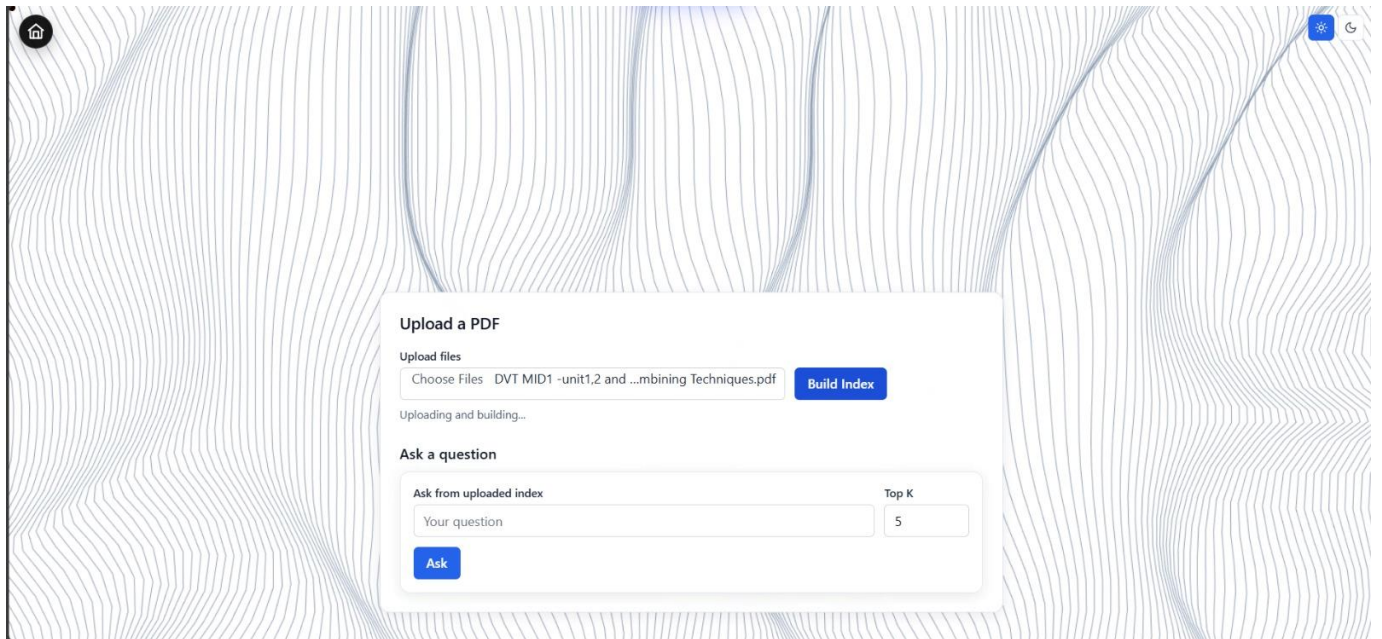 Upload a PDF
Upload files
Choose Files DVT MID1 -unit1,2 and ...mbining Techniques.pdf
Build Index
Uploading and building...
Ask a question
Ask from uploaded index
Top K
Your question
5
Ask